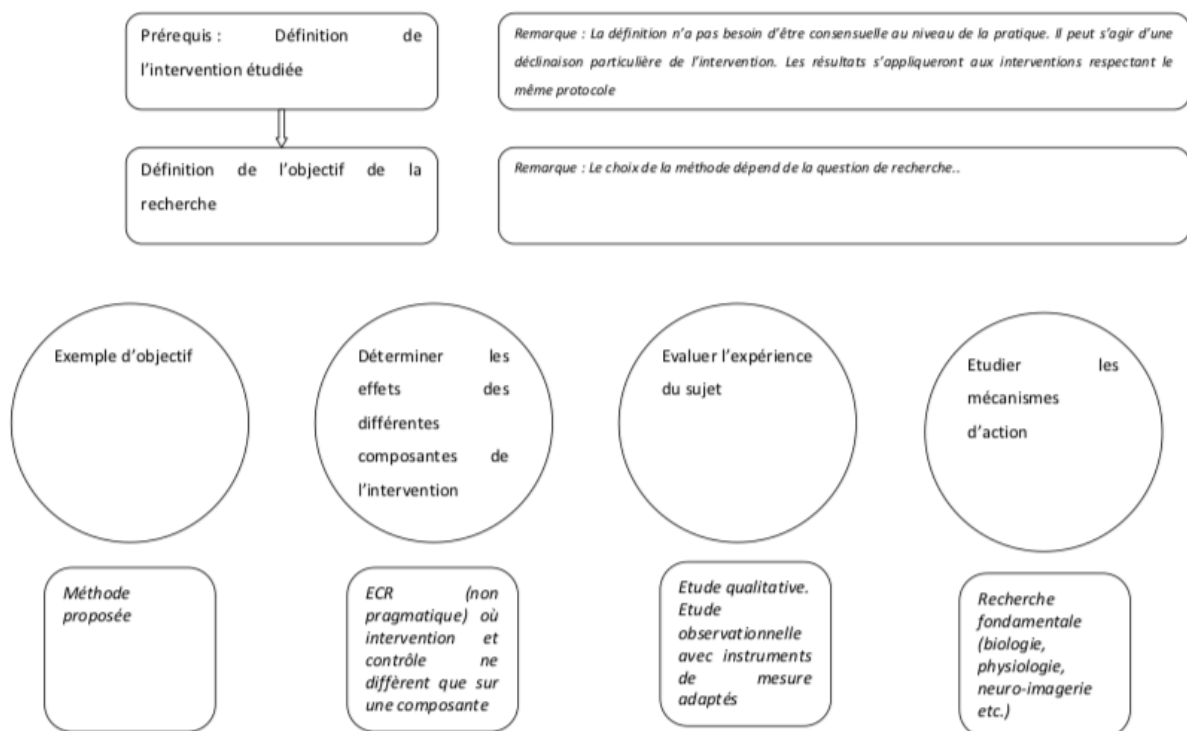 Prérequis : Définition de
l'intervention étudiée
Remarque : La définition n'a pas besoin d'être consensuelle au niveau de la pratique. Il peut s'agir d'une
déclinaison particulière de l'intervention. Les résultats s'appliqueront aux interventions respectant le
même protocole
Définition de l'objectif de la
recherche
Remarque : Le choix de la méthode dépend de la question de recherche..
Exemple d'objectif
Déterminer les
effets des
différentes
composantes de
l'intervention
Evaluer l'expérience
du sujet
Etudier les
mécanismes
d'action
Méthode
proposée
ECR (non
pragmatique) où
intervention et
contrôle ne
diffèrent que sur
une composante
Etude qualitative.
Etude
observationnelle
avec instruments
de mesure
adaptés
Recherche
fondamentale
(biologie,
physiologie,
neuro-imagerie
etc.)